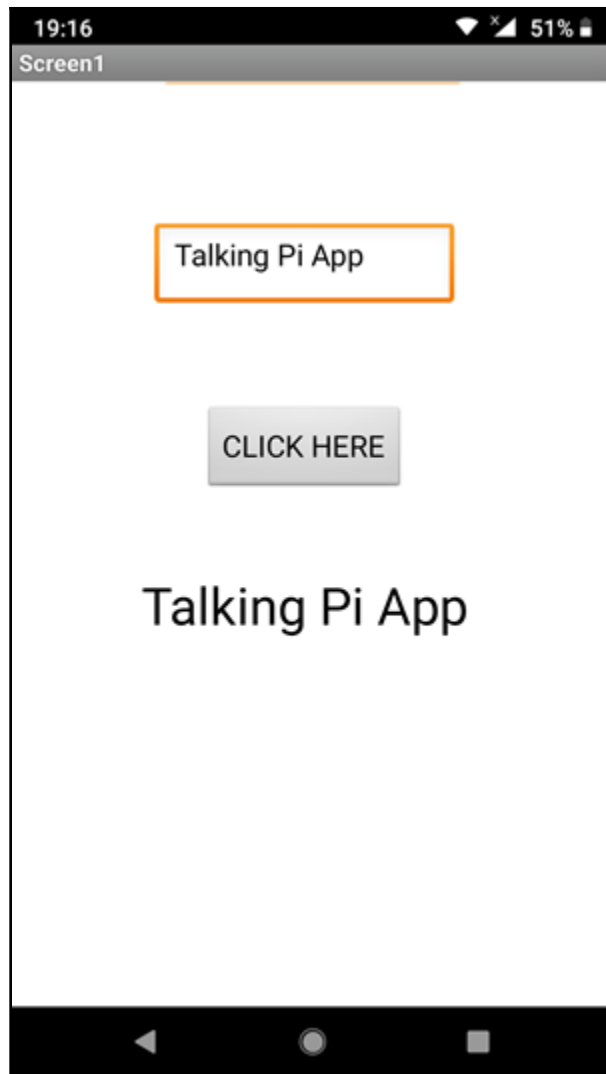 19:16 51%
Screen1
Talking Pi App
CLICK HERE
Talking Pi App